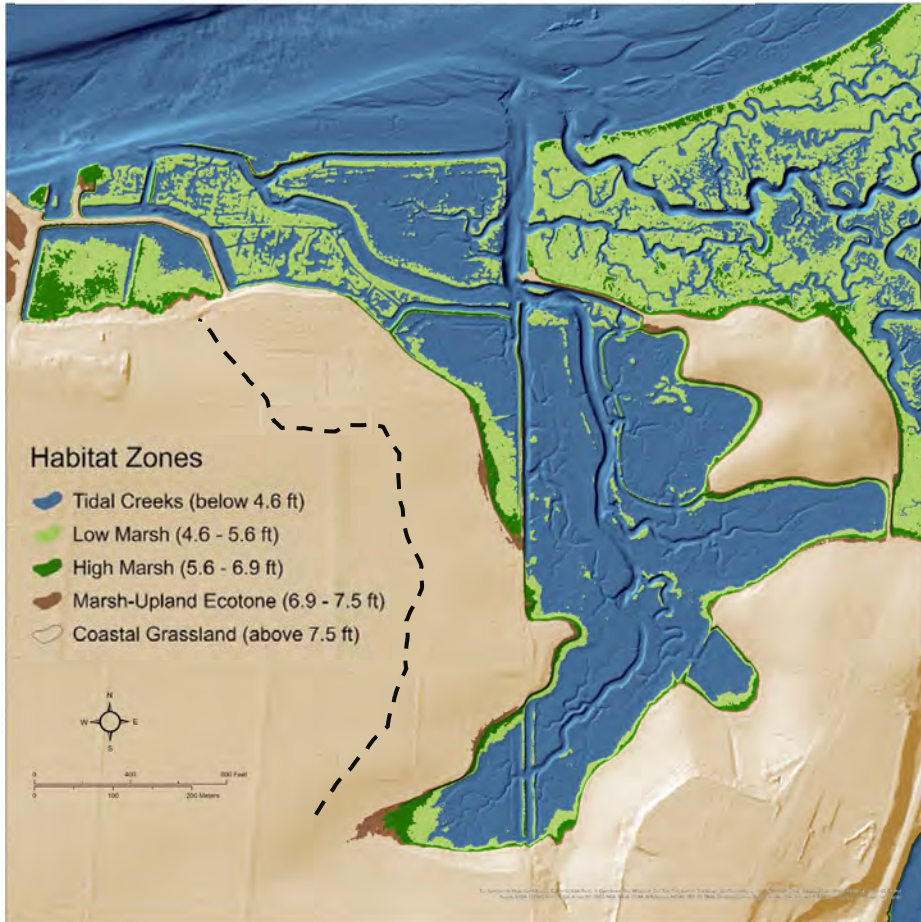 Habitat Zones
Tidal Creeks (below 4.6 ft)
Low Marsh (4.6 - 5.6 ft)
High Marsh (5.6 - 6.9 ft)
Marsh-Upland Ecotone (6.9 - 7.5 ft)
Coastal Grassland (above 7.5 ft)
N
W E
S
0 400 800 Feet
0 100 200 Meters